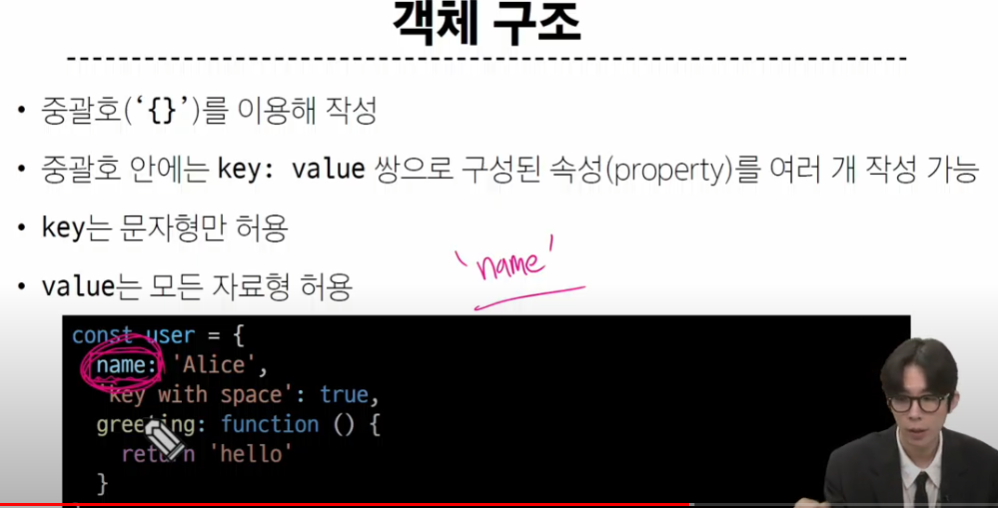 객체 구조
• 중괄호(‘{}’)를 이용해 작성
• 중괄호 안에는 key: value 쌍으로 구성된 속성(property)를 여러 개 작성 가능
• key는 문자형만 허용
'name'
• value는 모든 자료형 허용
const user = {
name: 'Alice',
'key with space': true,
greeting: function () {
return 'hello'
}